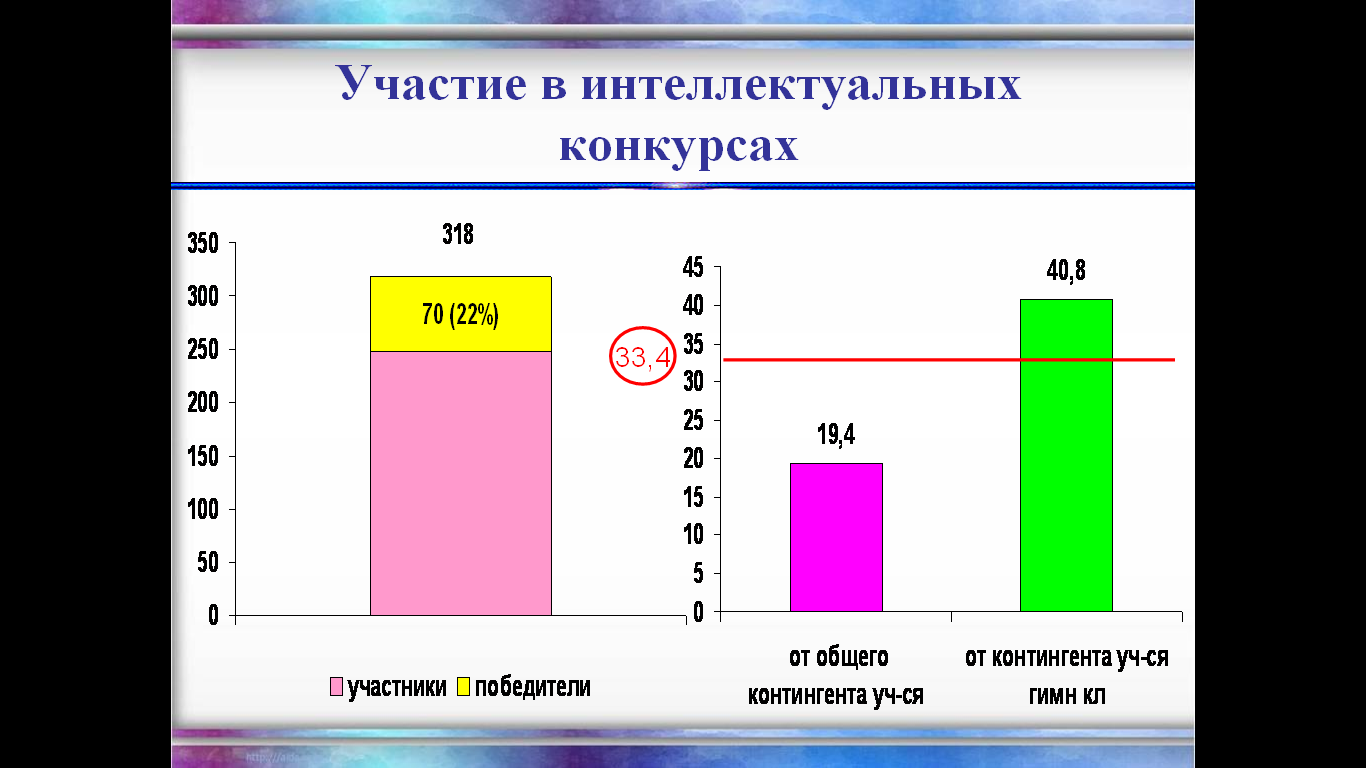 Участие в интеллектуальных
конкурсах
318
350
300
250
200
150
100
50
0
70 (22%)
участники
победители
33,4
45
40
35
30
25
20
15
10
5
0
19,4
40,8
от общего
контингента уч-ся
от контингента уч-ся
гимн кл